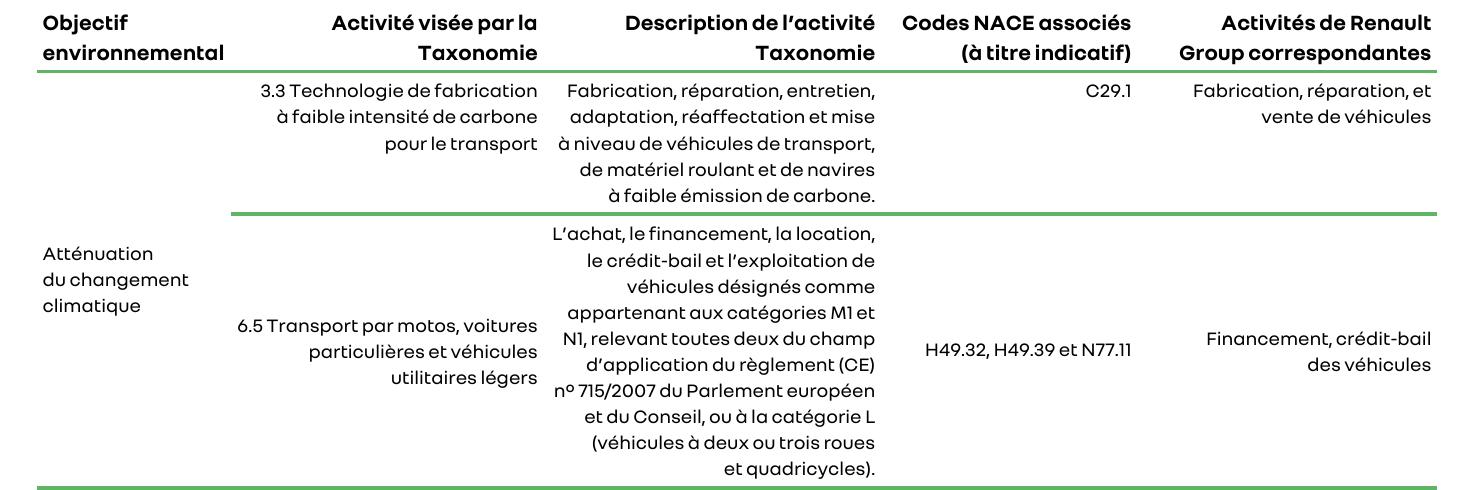 Objectif
environnemental
Activité visée par la
Taxonomie
Description de l’activité
Taxonomie
Codes NACE associés
(à titre indicatif)
Activités de Renault
Group correspondantes
Atténuation
du changement
climatique
3.3 Technologie de fabrication
à faible intensité de carbone
pour le transport
Fabrication, réparation, entretien,
adaptation, réaffectation et mise
à niveau de véhicules de transport,
de matériel roulant et de navires
à faible émission de carbone.
C29.1
Fabrication, réparation, et
vente de véhicules
6.5 Transport par motos, voitures
particulières et véhicules
utilitaires légers
L’achat, le financement, la location,
le crédit-bail et l’exploitation de
véhicules désignés comme
appartenant aux catégories M1 et
N1, relevant toutes deux du champ
d’application du règlement (CE)
nº 715/2007 du Parlement européen
et du Conseil, ou à la catégorie L
(véhicules à deux ou trois roues
et quadricycles).
H49.32, H49.39 et N77.11
Financement, crédit-bail
des véhicules